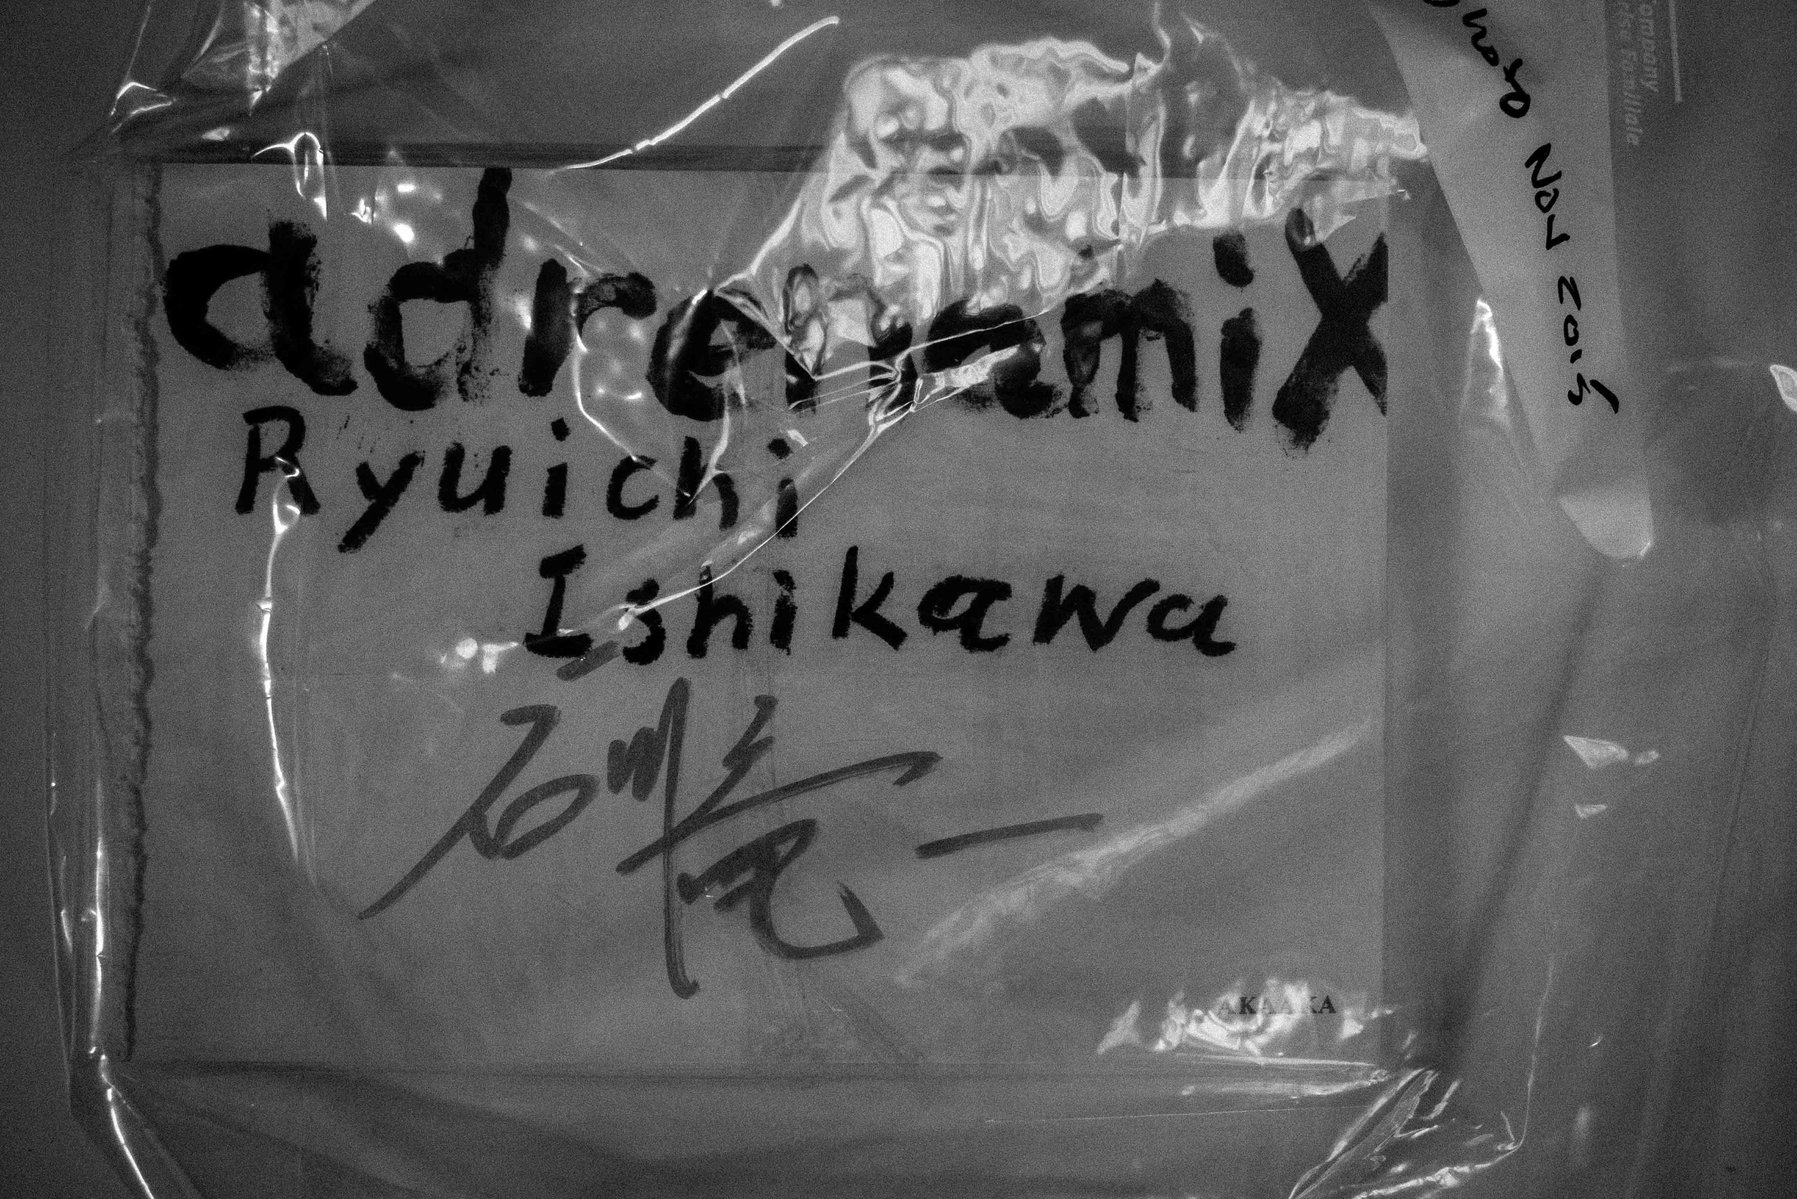 adrenamix
Ryuichi
Ishikawa
石川竜一
AKAAKA
Nov 2015